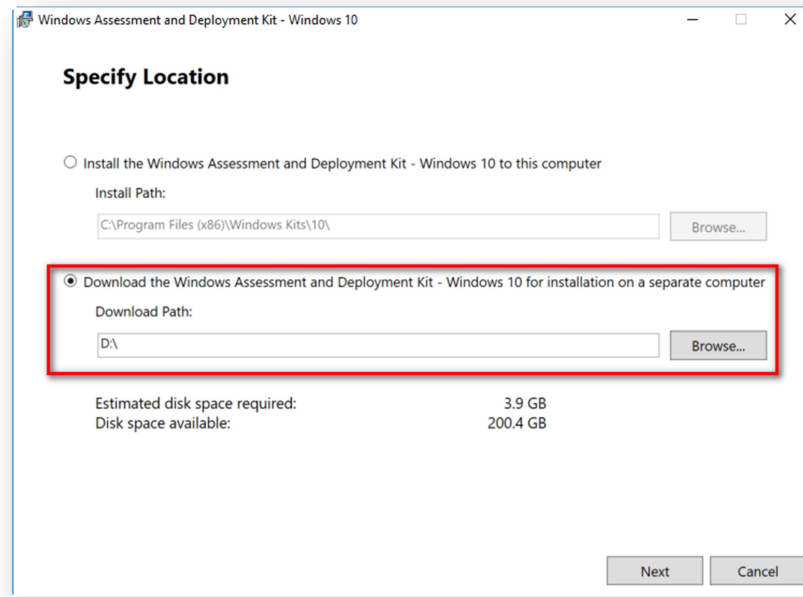 Windows Assessment and Deployment Kit - Windows 10
Specify Location
Install the Windows Assessment and Deployment Kit - Windows 10 to this computer
Install Path:
C:\Program Files (x86)\Windows Kits\10\
Browse...
Download the Windows Assessment and Deployment Kit - Windows 10 for installation on a separate computer
Download Path:
D:\
Browse...
Estimated disk space required: 3.9 GB
Disk space available: 200.4 GB
Next Cancel